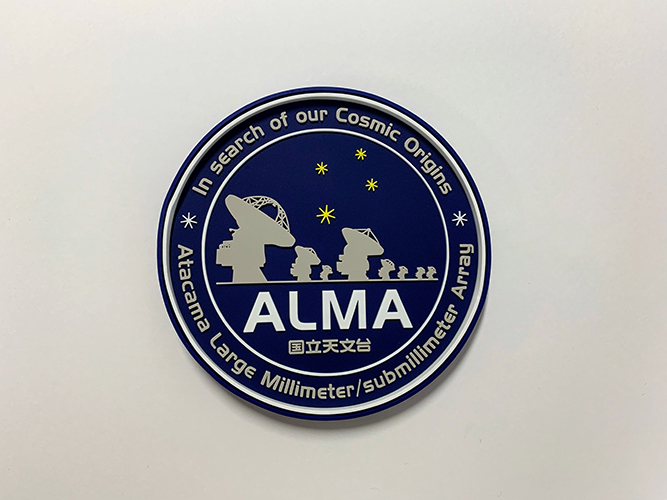 In search of our Cosmic Origins
ALMA
国立天文台
Atacama Large Millimeter/submillimeter Array